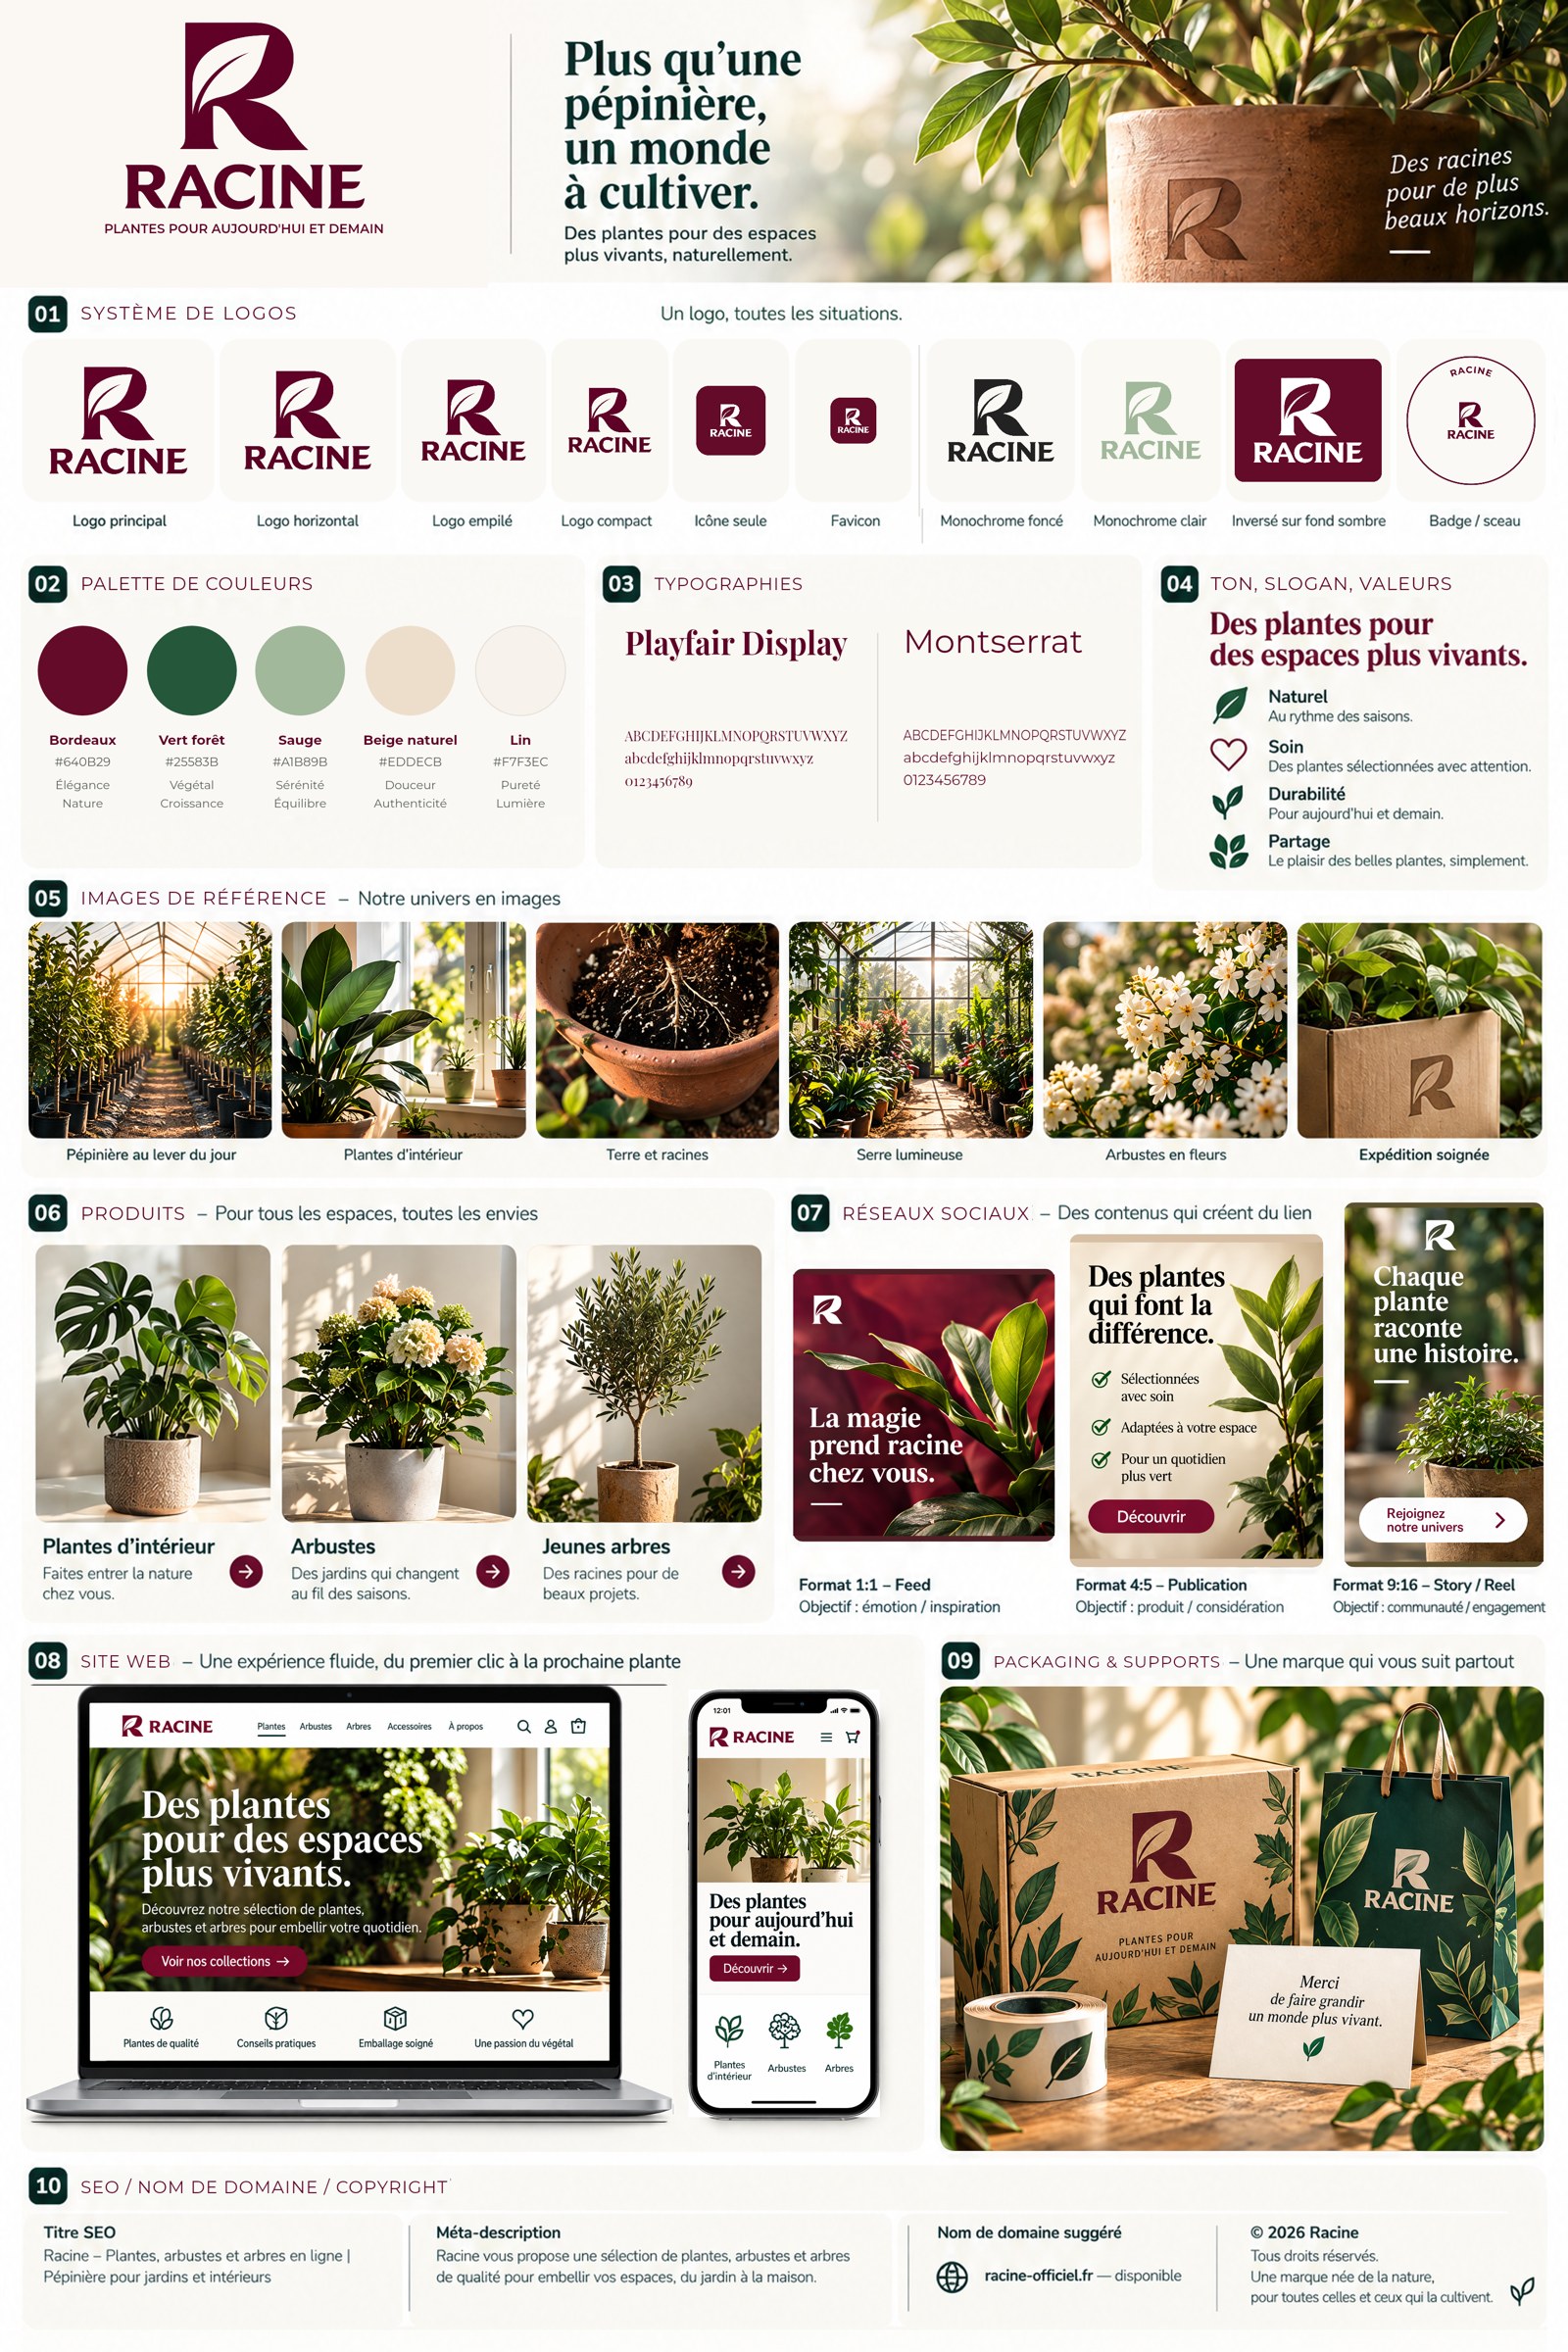 RACINE
PLANTES POUR AUJOURD'HUI ET DEMAIN
Plus qu'une
pépinière,
un monde
à cultiver.
Des plantes pour des espaces
plus vivants, naturellement.
R
Des racines
pour de plus
beaux horizons.
01 SYSTÈME DE LOGOS
Un logo, toutes les situations.
RACINE
Logo principal
RACINE
Logo horizontal
RACINE
Logo empilé
RACINE
Logo compact
RACINE
Icône seule
RACINE
Favicon
RACINE
Monochrome foncé
RACINE
Monochrome clair
RACINE
Inversé sur fond sombre
RACINE
RACINE
Badge / sceau
02 PALETTE DE COULEURS
Bordeaux
#640B29
Élégance
Nature
Vert forêt
#25583B
Végétal
Croissance
Sauge
#A1B89B
Sérénité
Équilibre
Beige naturel
#EDDECB
Douceur
Authenticité
Lin
#F7F3EC
Pureté
Lumière
03 TYPOGRAPHIES
Playfair Display
ABCDEFGHIJKLMNOPQRSTUVWXYZ
abcdefghijklmnopqrstuvwxyz
0123456789
Montserrat
ABCDEFGHIJKLMNOPQRSTUVWXYZ
abcdefghijklmnopqrstuvwxyz
0123456789
04 TON, SLOGAN, VALEURS
Des plantes pour
des espaces plus vivants.
Naturel
Au rythme des saisons.
Soin
Des plantes sélectionnées avec attention.
Durabilité
Pour aujourd'hui et demain.
Partage
Le plaisir des belles plantes, simplement.
05 IMAGES DE RÉFÉRENCE – Notre univers en images
Pépinière au lever du jour
Plantes d'intérieur
Terre et racines
Serre lumineuse
Arbustes en fleurs
R
Expédition soignée
06 PRODUITS – Pour tous les espaces, toutes les envies
Plantes d'intérieur
Faites entrer la nature
chez vous.
Arbustes
Des jardins qui changent
au fil des saisons.
Jeunes arbres
Des racines pour de
beaux projets.
07 RÉSEAUX SOCIAUX – Des contenus qui créent du lien
R
La magie
prend racine
chez vous.
Format 1:1 – Feed
Objectif : émotion / inspiration
Des plantes
qui font la
différence.
Sélectionnées
avec soin
Adaptées à votre espace
Pour un quotidien
plus vert
Découvrir
Format 4:5 – Publication
Objectif : produit / considération
R
Chaque
plante
raconte
une histoire.
Rejoignez
notre univers
Format 9:16 – Story / Reel
Objectif : communauté / engagement
08 SITE WEB – Une expérience fluide, du premier clic à la prochaine plante
RACINE Plantes Arbustes Arbres Accessoires À propos
Des plantes
pour des espaces
plus vivants.
Découvrez notre sélection de plantes,
arbustes et arbres pour embellir votre quotidien.
Voir nos collections →
Plantes de qualité
Conseils pratiques
Emballage soigné
Une passion du végétal
12:01
RACINE
Des plantes
pour aujourd'hui
et demain.
Découvrir →
Plantes
d'intérieur
Arbustes
Arbres
09 PACKAGING & SUPPORTS – Une marque qui vous suit partout
RACINE
RACINE
PLANTES POUR
AUJOURD'HUI ET DEMAIN
RACINE
Merci
de faire grandir
un monde plus vivant.
10 SEO / NOM DE DOMAINE / COPYRIGHT
Titre SEO
Racine – Plantes, arbustes et arbres en ligne |
Pépinière pour jardins et intérieurs
Méta-description
Racine vous propose une sélection de plantes, arbustes et arbres
de qualité pour embellir vos espaces, du jardin à la maison.
Nom de domaine suggéré
racine-officiel.fr — disponible
© 2026 Racine
Tous droits réservés.
Une marque née de la nature,
pour toutes celles et ceux qui la cultivent.